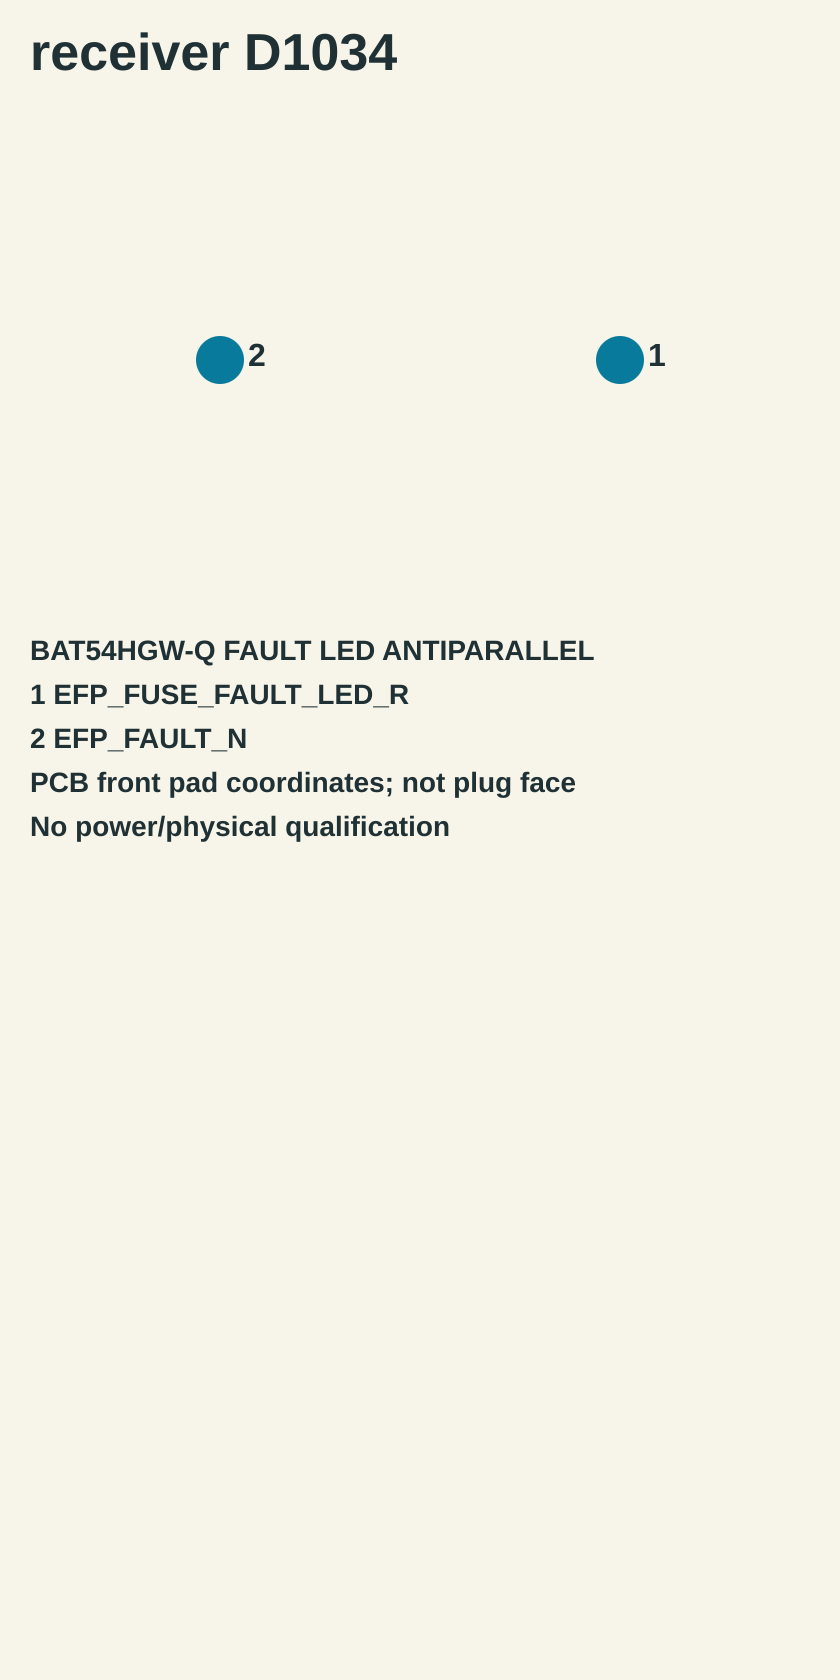 receiver D1034
2
1
BAT54HGW-Q FAULT LED ANTIPARALLEL
1 EFP_FUSE_FAULT_LED_R
2 EFP_FAULT_N
PCB front pad coordinates; not plug face
No power/physical qualification